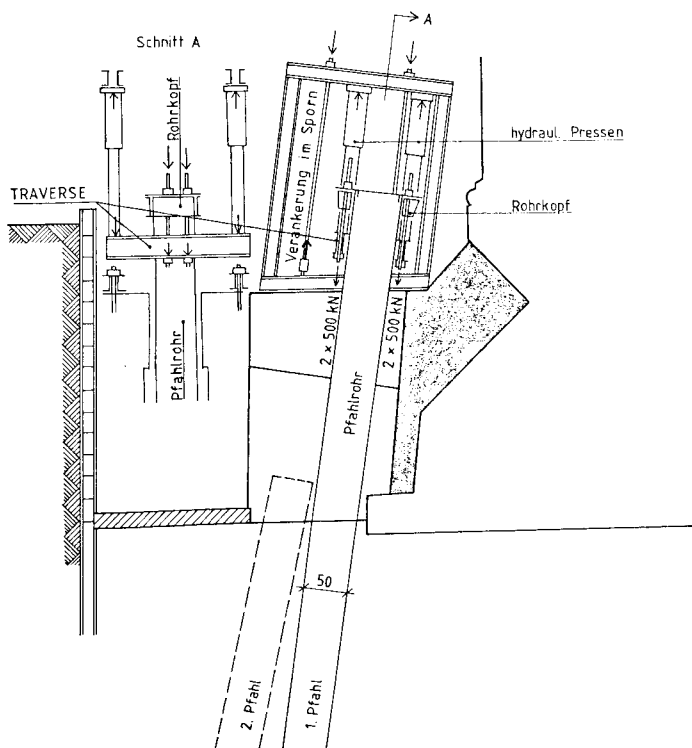 Schnitt A
A
Rohrkopf
Verankerung im Sporn
hydraul. Pressen
TRAVERSE
Rohrkopf
2 × 500 kN
2 × 500 kN
Pfahlrohr
Pfahlrohr
50
2. Pfahl
1. Pfahl